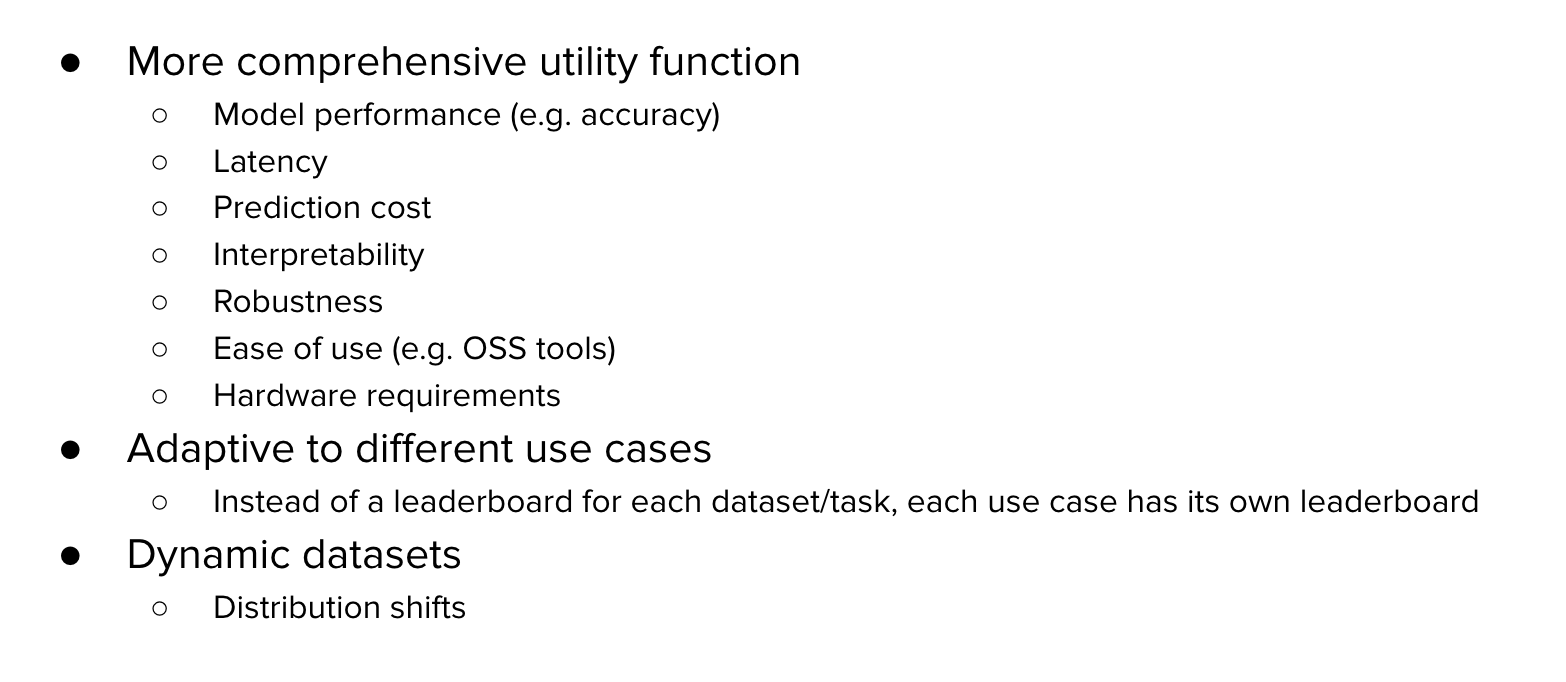 ● More comprehensive utility function
○ Model performance (e.g. accuracy)
○ Latency
○ Prediction cost
○ Interpretability
○ Robustness
○ Ease of use (e.g. OSS tools)
○ Hardware requirements
● Adaptive to different use cases
○ Instead of a leaderboard for each dataset/task, each use case has its own leaderboard
● Dynamic datasets
○ Distribution shifts